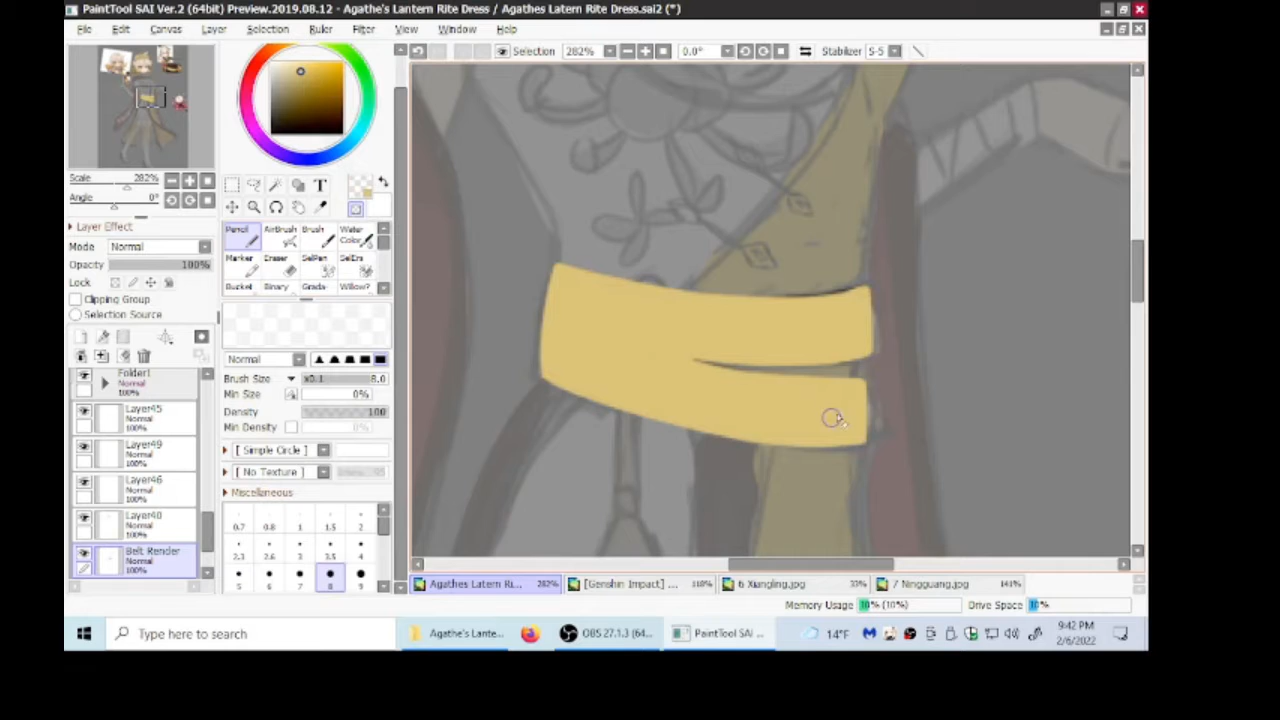 PaintTool SAI Ver.2 (64bit) Preview.2019.08.12 - Agathe's Lantern Rite Dress / Agathes Latern Rite Dress.sai2 (*)
File Edit Canvas Layer Selection Ruler Filter View Window Help
Selection 282% 0.0° Stabilizer S-5
Scale 282%
Angle 0°
Layer Effect
Mode Normal
Opacity 100%
Lock
Clipping Group
Selection Source
Folder1
Normal
100%
Layer45
Normal
100%
Layer49
Normal
100%
Layer46
Normal
100%
Layer40
Normal
100%
Belt Render
Normal
100%
T
Pencil AirBrush Brush Water Color
Marker Eraser SelPen SelErs
Bucket Binary Grada- Willow?
Normal
Brush Size x0.1 8.0
Min Size 0%
Density 100
Min Density 0%
[ Simple Circle ]
[ No Texture ]
Miscellaneous
0.7 0.8 1 1.5 2
2.3 2.6 3 3.5 4
5 6 7 8 9
Agathes Latern Ri... 282% [Genshin Impact] ... 110% 6 Xiangling.jpg 33% 7 Ningguang.jpg 141%
Memory Usage 10% (10%) Drive Space 10%
Type here to search Agathe's Lante... OBS 27.1.3 (64... PaintTool SAI ... 14°F 9:42 PM
2/6/2022